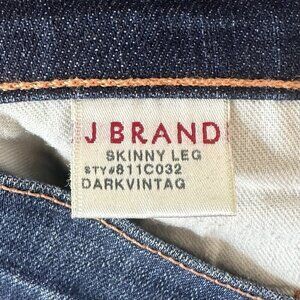 J BRAND
SKINNY LEG
STY#811C032
DARKVINTAG